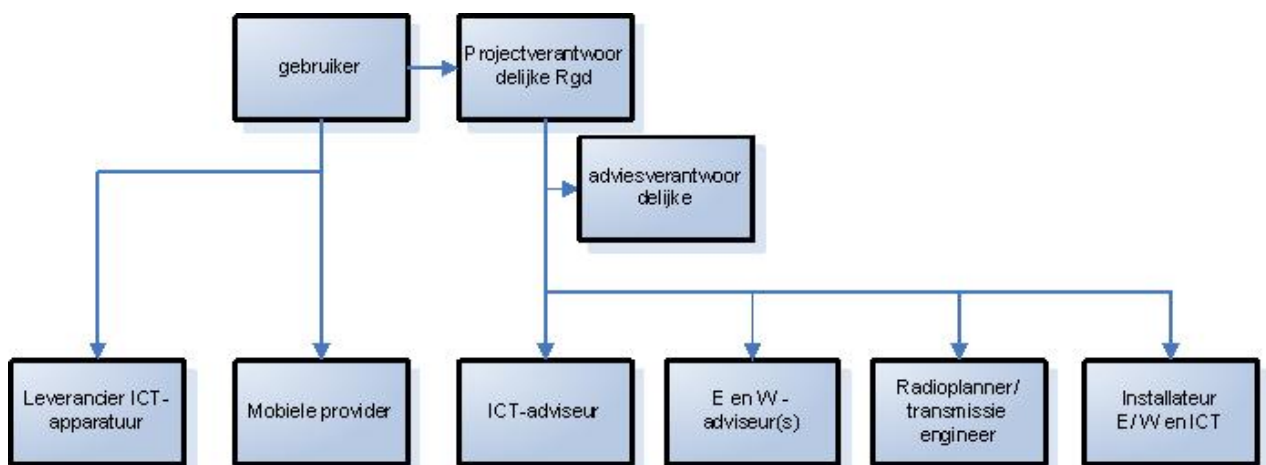 gebruiker
Projectverantwoor
delijke Rgd
adviesverantwoor
delijke
Leverancier ICT-
apparatuur
Mobiele provider
ICT-adviseur
E en W -
adviseur(s)
Radioplanner/
transmissie
engineer
Installateur
E/ W en ICT